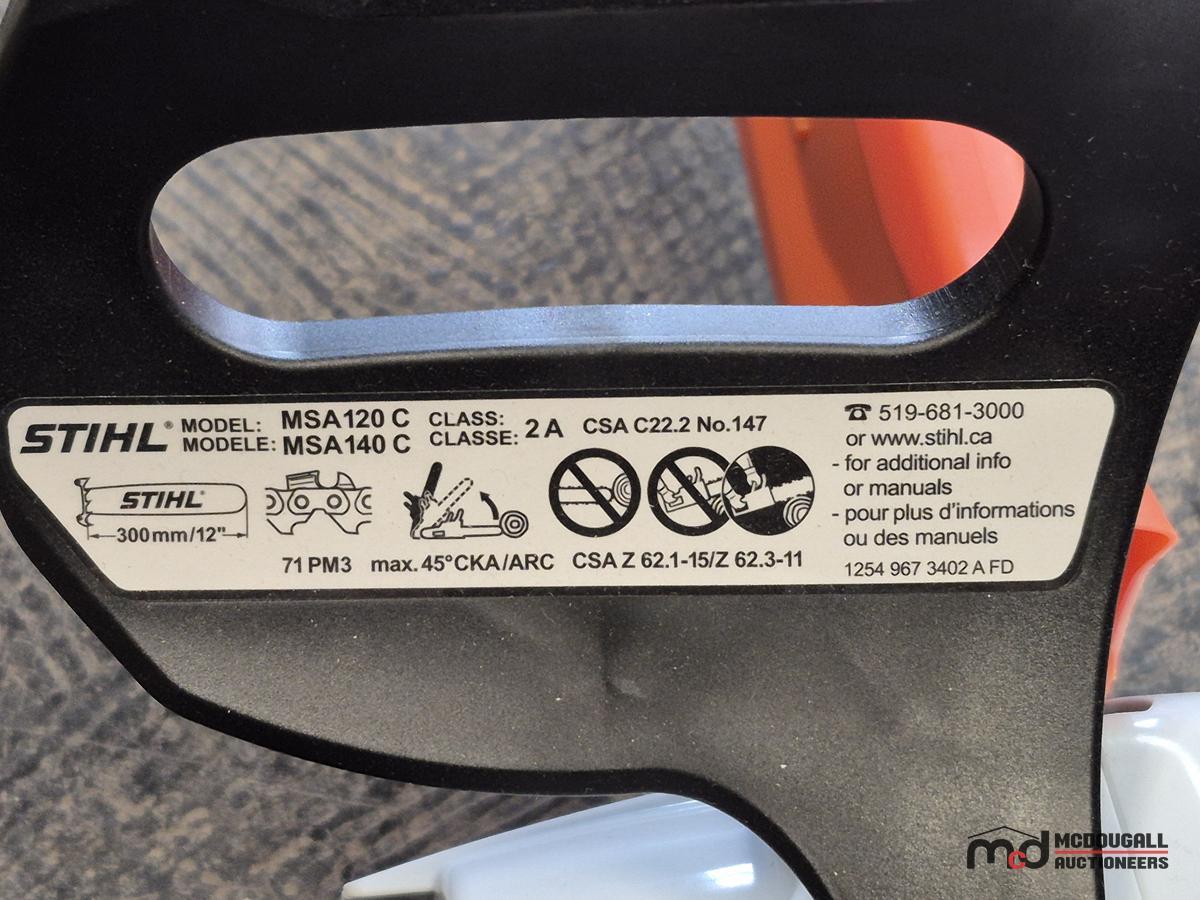 STIHL® MODEL: MSA120 C CLASS: 2 A CSA C22.2 No.147
MODELE: MSA140 C CLASSE:
STIHL®
300mm/12"
71 PM3 max. 45°CKA/ARC CSA Z 62.1-15/Z 62.3-11
☎ 519-681-3000
or www.stihl.ca
- for additional info
or manuals
- pour plus d'informations
ou des manuels
1254 967 3402 A FD
mcd MCDOUGALL
AUCTIONEERS